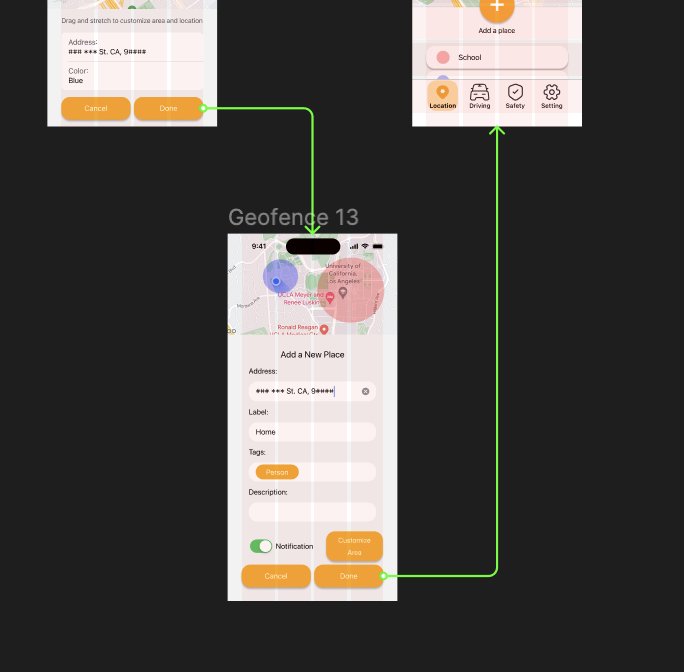 Drag and stretch to customize area and location
Address:
### *** St. CA, 9####
Color:
Blue
Cancel
Done
Add a place
School
Location
Driving
Safety
Setting
Geofence 13
9:41
University of
California,
Los Angeles
UCLA Meyer and
Renee Luskin
Ronald Reagan
UCLA Medical
Add a New Place
Address:
### *** St. CA, 9####
Label:
Home
Tags:
Person
Description:
Notification
Customize
Area
Cancel
Done